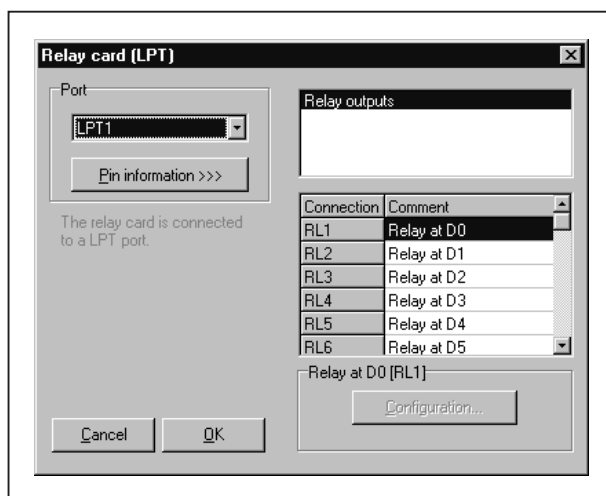 Relay card (LPT)
Port
LPT1
Pin information >>>
The relay card is connected
to a LPT port.
Cancel
OK
Relay outputs
Connection Comment
RL1 Relay at D0
RL2 Relay at D1
RL3 Relay at D2
RL4 Relay at D3
RL5 Relay at D4
RL6 Relay at D5
Relay at D0 [RL1]
Configuration...